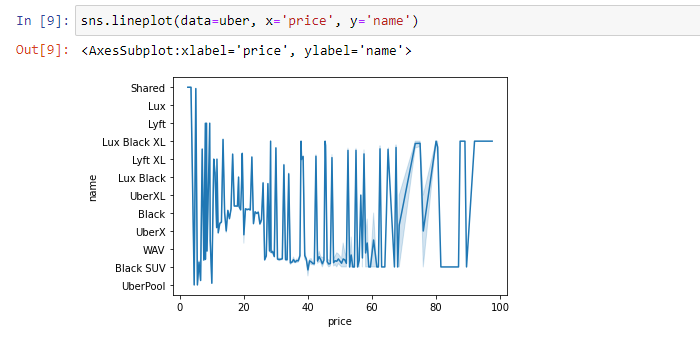 In [9]: sns.lineplot(data=uber, x='price', y='name')
Out[9]: <AxesSubplot:xlabel='price', ylabel='name'>
Shared
Lux
Lyft
Lux Black XL
Lyft XL
Lux Black
UberXL
Black
UberX
WAV
Black SUV
UberPool
name
0 20 40 60 80 100
price